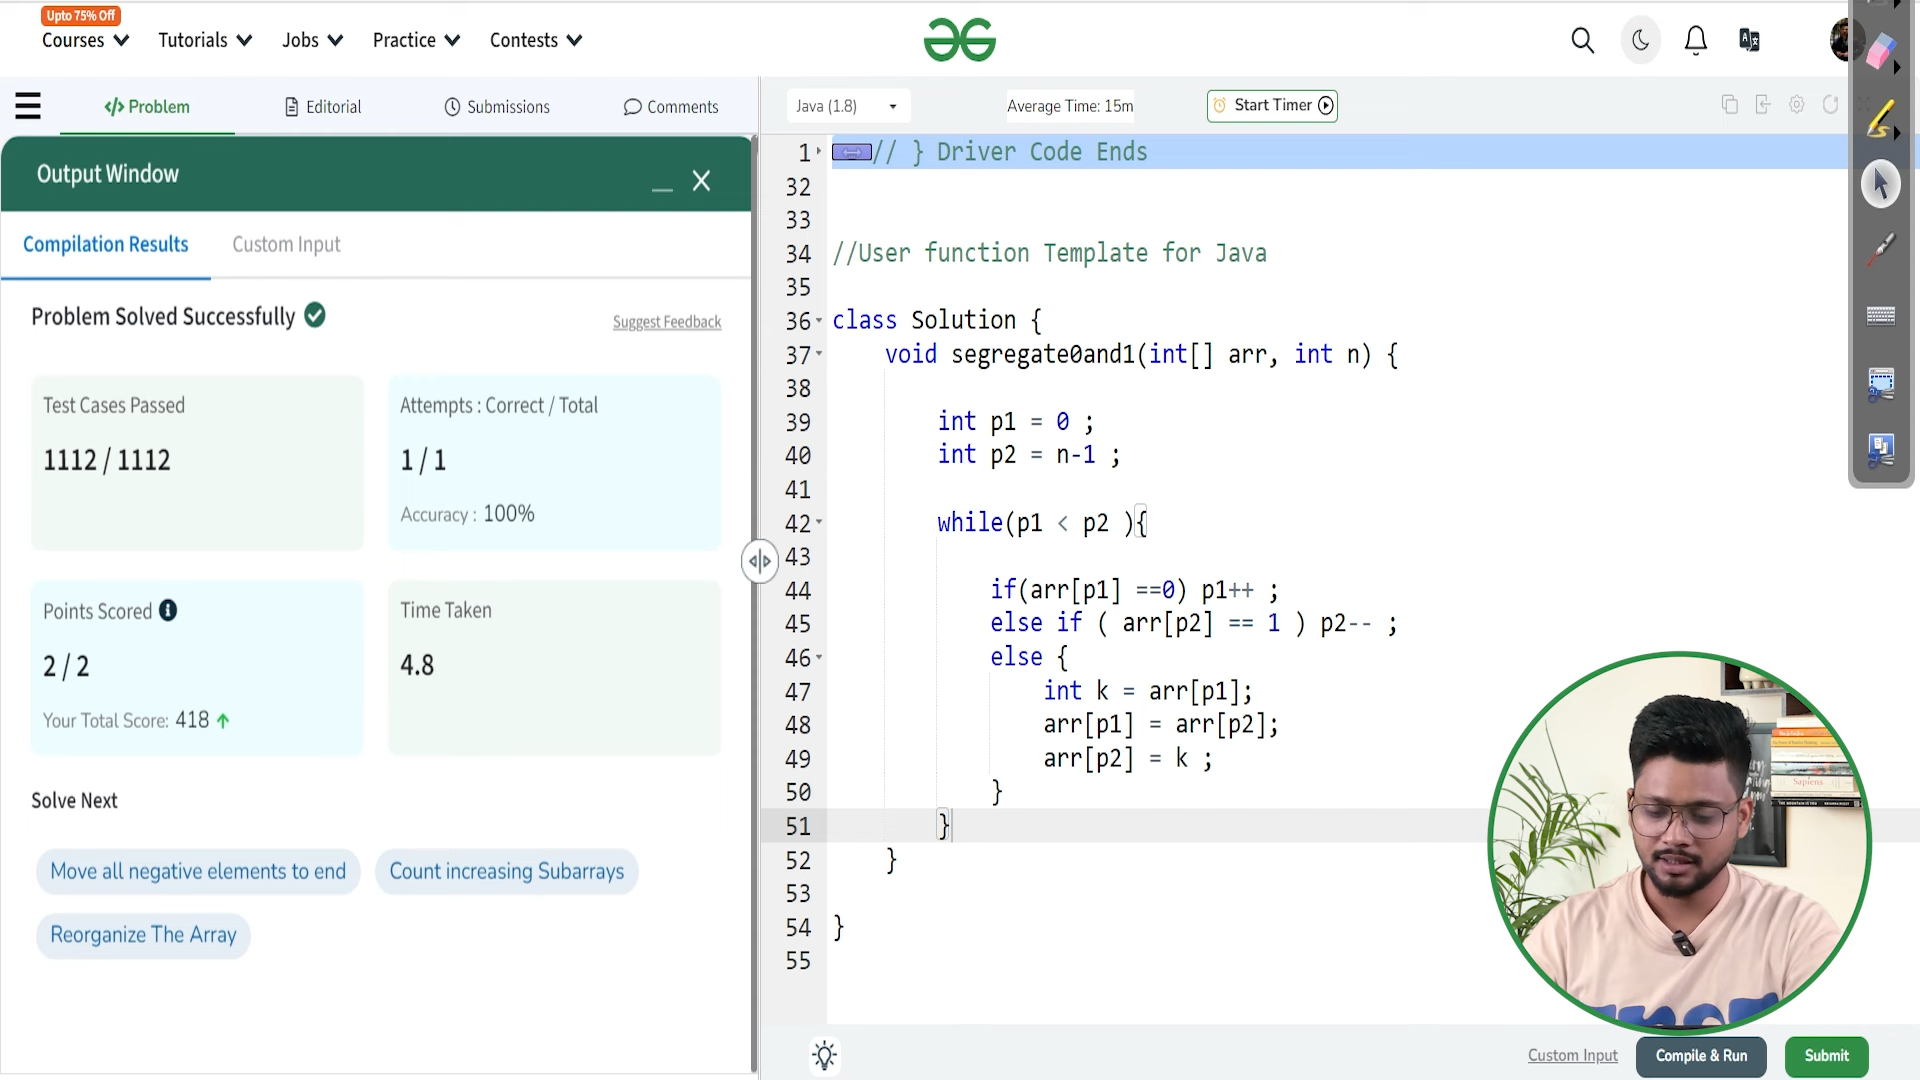 Upto 75% Off
Courses Tutorials Jobs Practice Contests
Problem Editorial Submissions Comments
Java (1.8) Average Time: 15m Start Timer
Output Window
Compilation Results Custom Input
Problem Solved Successfully
Suggest Feedback
Test Cases Passed
1112 / 1112
Attempts : Correct / Total
1 / 1
Accuracy : 100%
Points Scored
2 / 2
Your Total Score: 418
Time Taken
4.8
Solve Next
Move all negative elements to end
Count increasing Subarrays
Reorganize The Array
1 // } Driver Code Ends
32
33
34 //User function Template for Java
35
36 class Solution {
37 void segregate0and1(int[] arr, int n) {
38
39 int p1 = 0 ;
40 int p2 = n-1 ;
41
42 while(p1 < p2 ){
43
44 if(arr[p1] ==0) p1++ ;
45 else if ( arr[p2] == 1 ) p2-- ;
46 else {
47 int k = arr[p1];
48 arr[p1] = arr[p2];
49 arr[p2] = k ;
50 }
51 }
52 }
53
54 }
55
Sapiens
Custom Input Compile & Run Submit